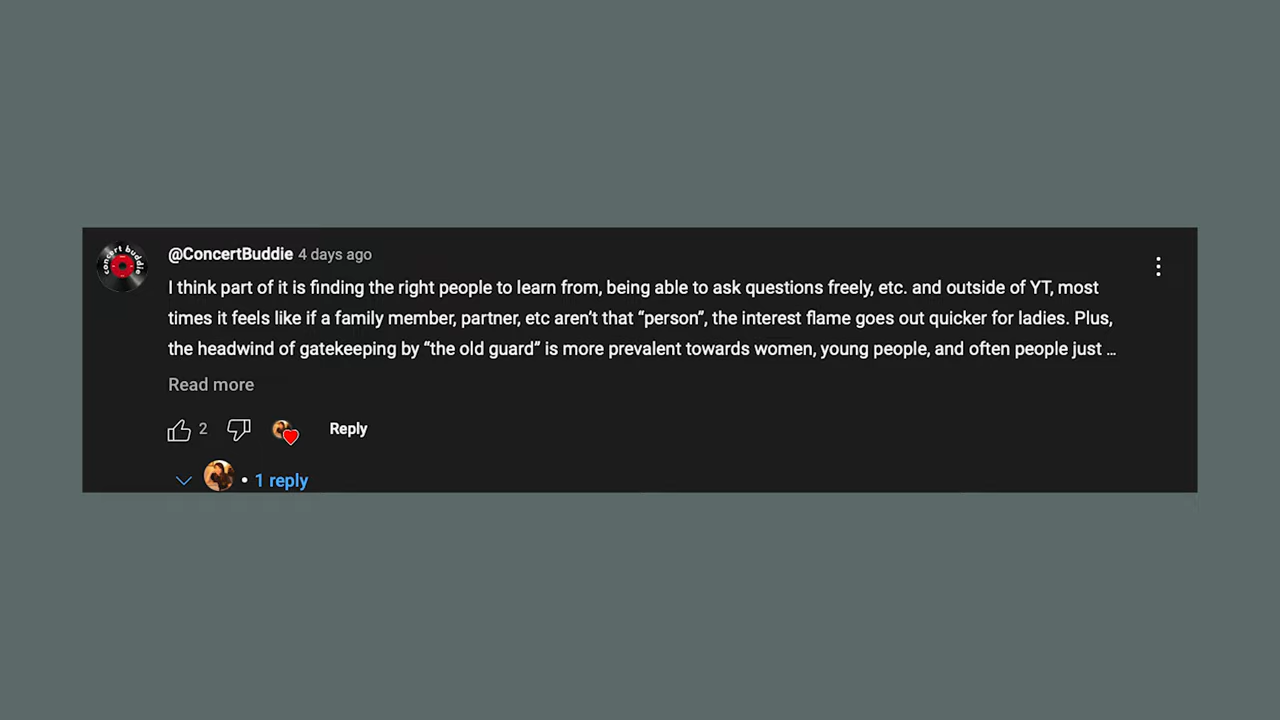 concert buddie
@ConcertBuddie 4 days ago
I think part of it is finding the right people to learn from, being able to ask questions freely, etc. and outside of YT, most
times it feels like if a family member, partner, etc aren’t that “person”, the interest flame goes out quicker for ladies. Plus,
the headwind of gatekeeping by “the old guard” is more prevalent towards women, young people, and often people just ...
Read more
2
Reply
• 1 reply